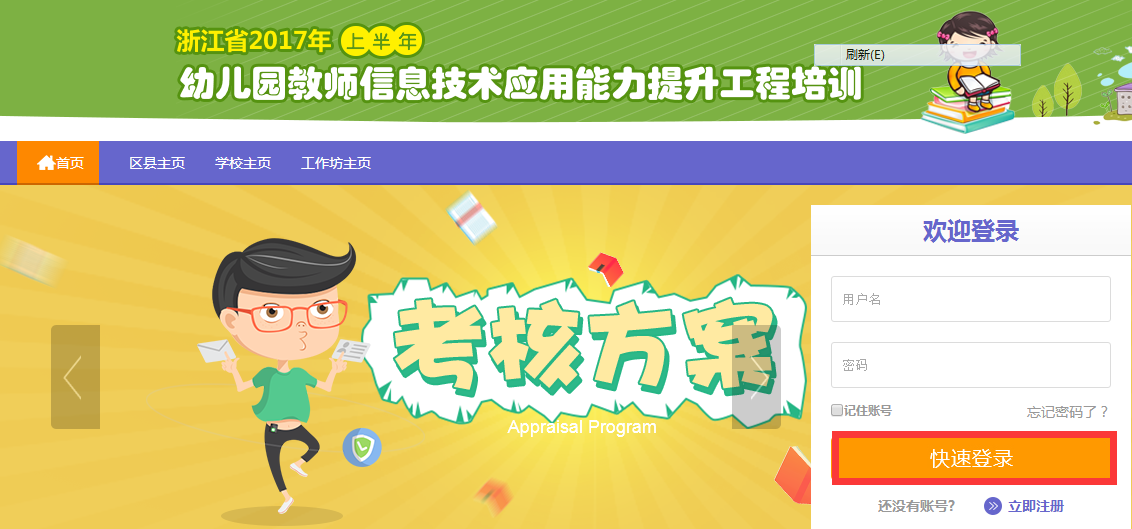 浙江省2017年 上半年
刷新(E)
幼儿园教师信息技术应用能力提升工程培训
首页 区县主页 学校主页 工作坊主页
欢迎登录
用户名
密码
记住账号 忘记密码了？
快速登录
还没有账号？ 立即注册
考核方案
Appraisal Program